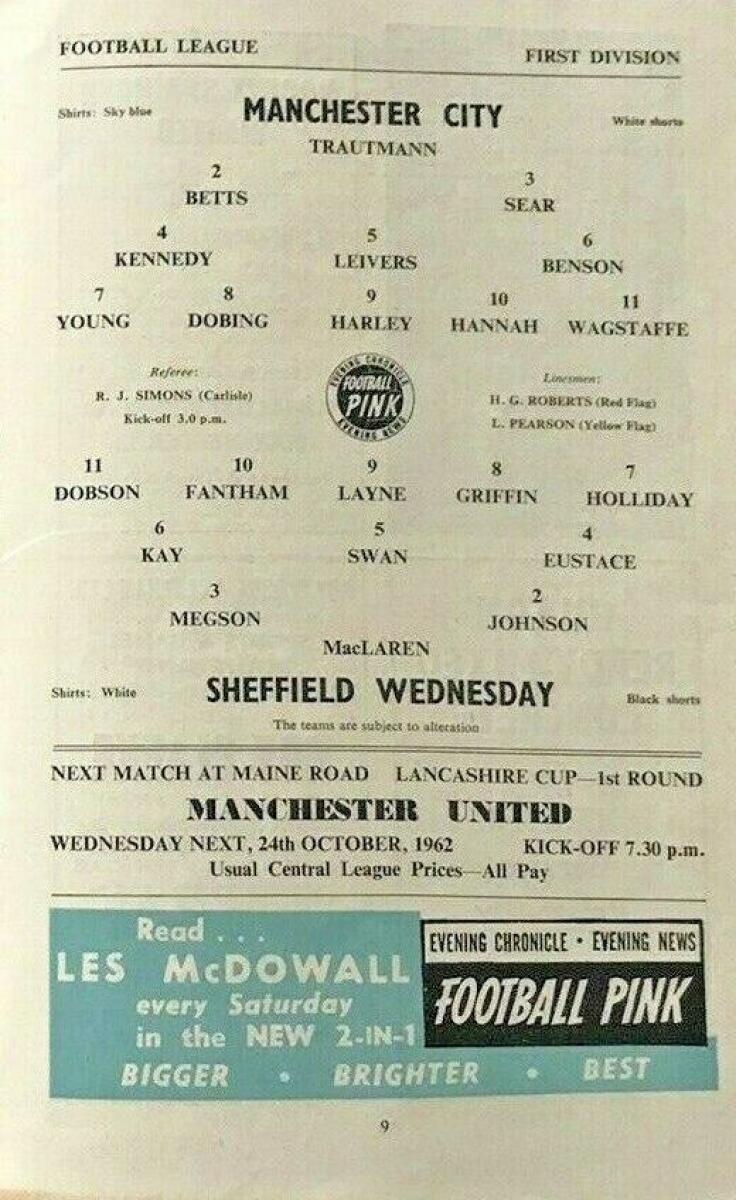 FOOTBALL LEAGUE FIRST DIVISION
Shirts: Sky blue MANCHESTER CITY White shorts
TRAUTMANN
2 3
BETTS SEAR
4 5 6
KENNEDY LEIVERS BENSON
7 8 9 10 11
YOUNG DOBING HARLEY HANNAH WAGSTAFFE
Referee: Linesmen:
R. J. SIMONS (Carlisle) H. G. ROBERTS (Red Flag)
Kick-off 3.0 p.m. L. PEARSON (Yellow Flag)
EVENING CHRONICLE
FOOTBALL
PINK
EVENING NEWS
11 10 9 8 7
DOBSON FANTHAM LAYNE GRIFFIN HOLLIDAY
6 5 4
KAY SWAN EUSTACE
3 2
MEGSON JOHNSON
MacLAREN
Shirts: White SHEFFIELD WEDNESDAY Black shorts
The teams are subject to alteration
NEXT MATCH AT MAINE ROAD LANCASHIRE CUP—1st ROUND
MANCHESTER UNITED
WEDNESDAY NEXT, 24th OCTOBER, 1962 KICK-OFF 7.30 p.m.
Usual Central League Prices—All Pay
Read . . .
LES McDOWALL
every Saturday
in the NEW 2-IN-1
EVENING CHRONICLE • EVENING NEWS
FOOTBALL PINK
BIGGER • BRIGHTER • BEST
9